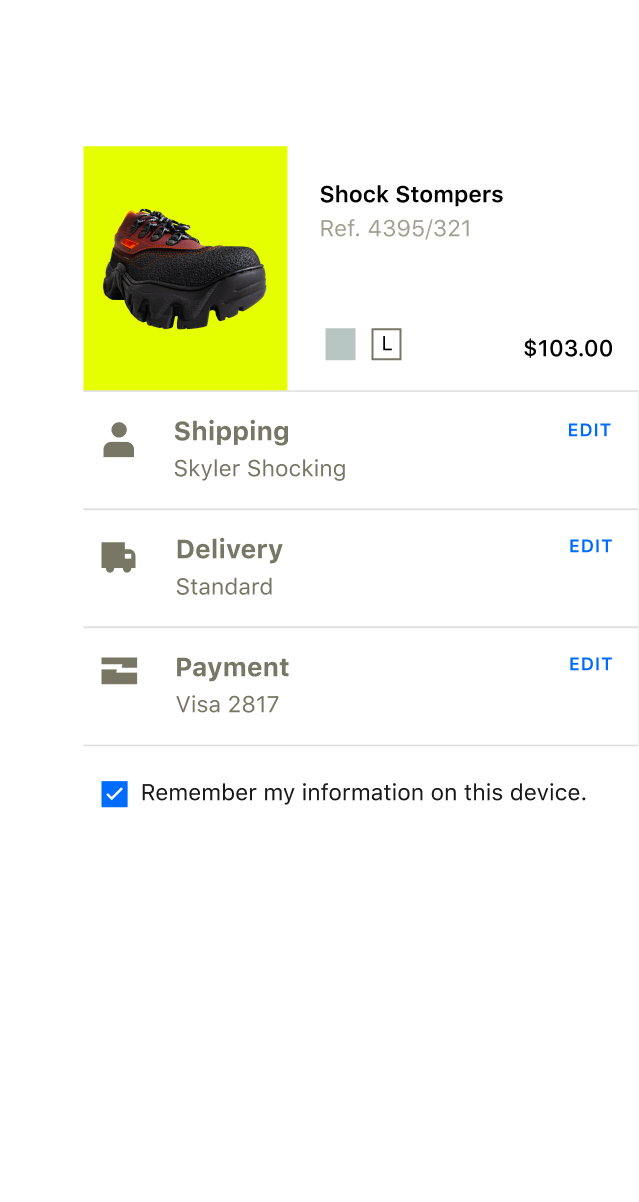 Shock Stompers
Ref. 4395/321
L
$103.00
Shipping
EDIT
Skyler Shocking
Delivery
EDIT
Standard
Payment
EDIT
Visa 2817
Remember my information on this device.